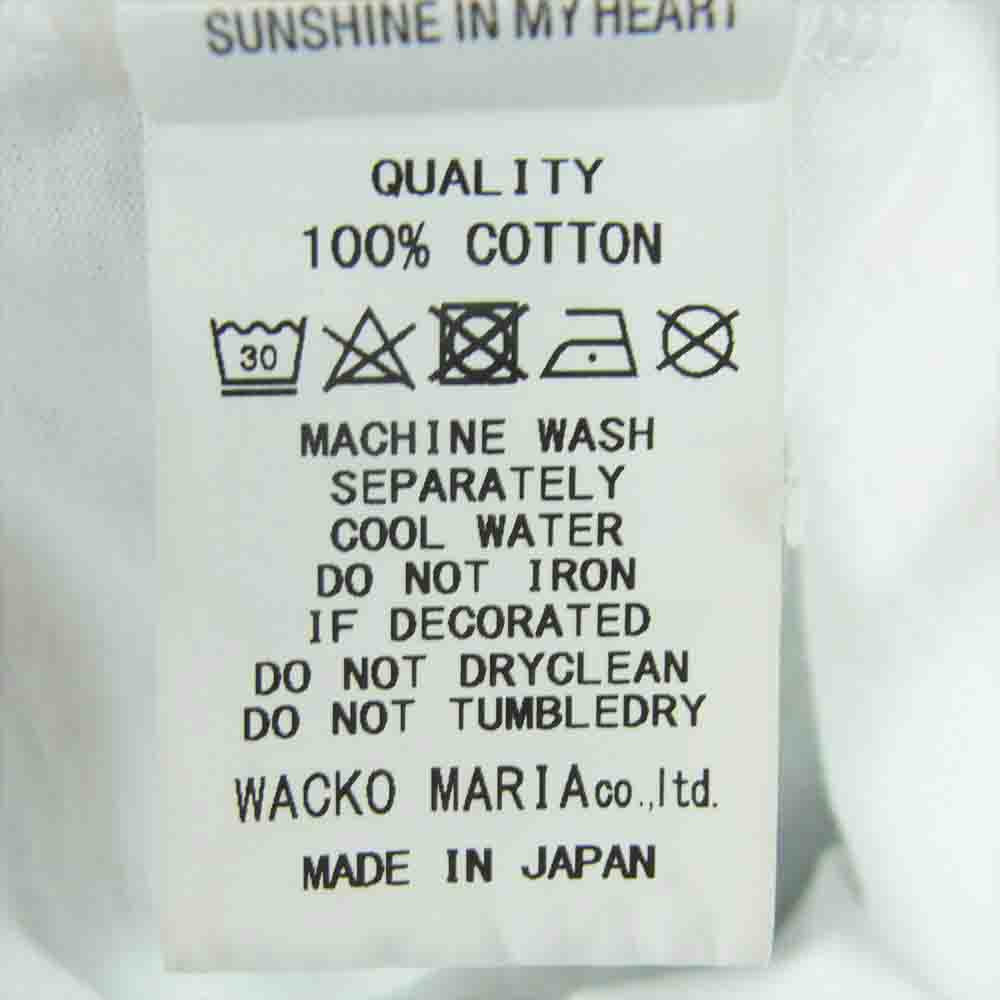 SUNSHINE IN MY HEART
QUALITY
100% COTTON
30
MACHINE WASH
SEPARATELY
COOL WATER
DO NOT IRON
IF DECORATED
DO NOT DRYCLEAN
DO NOT TUMBLEDRY
WACKO MARIA co.,ltd.
MADE IN JAPAN